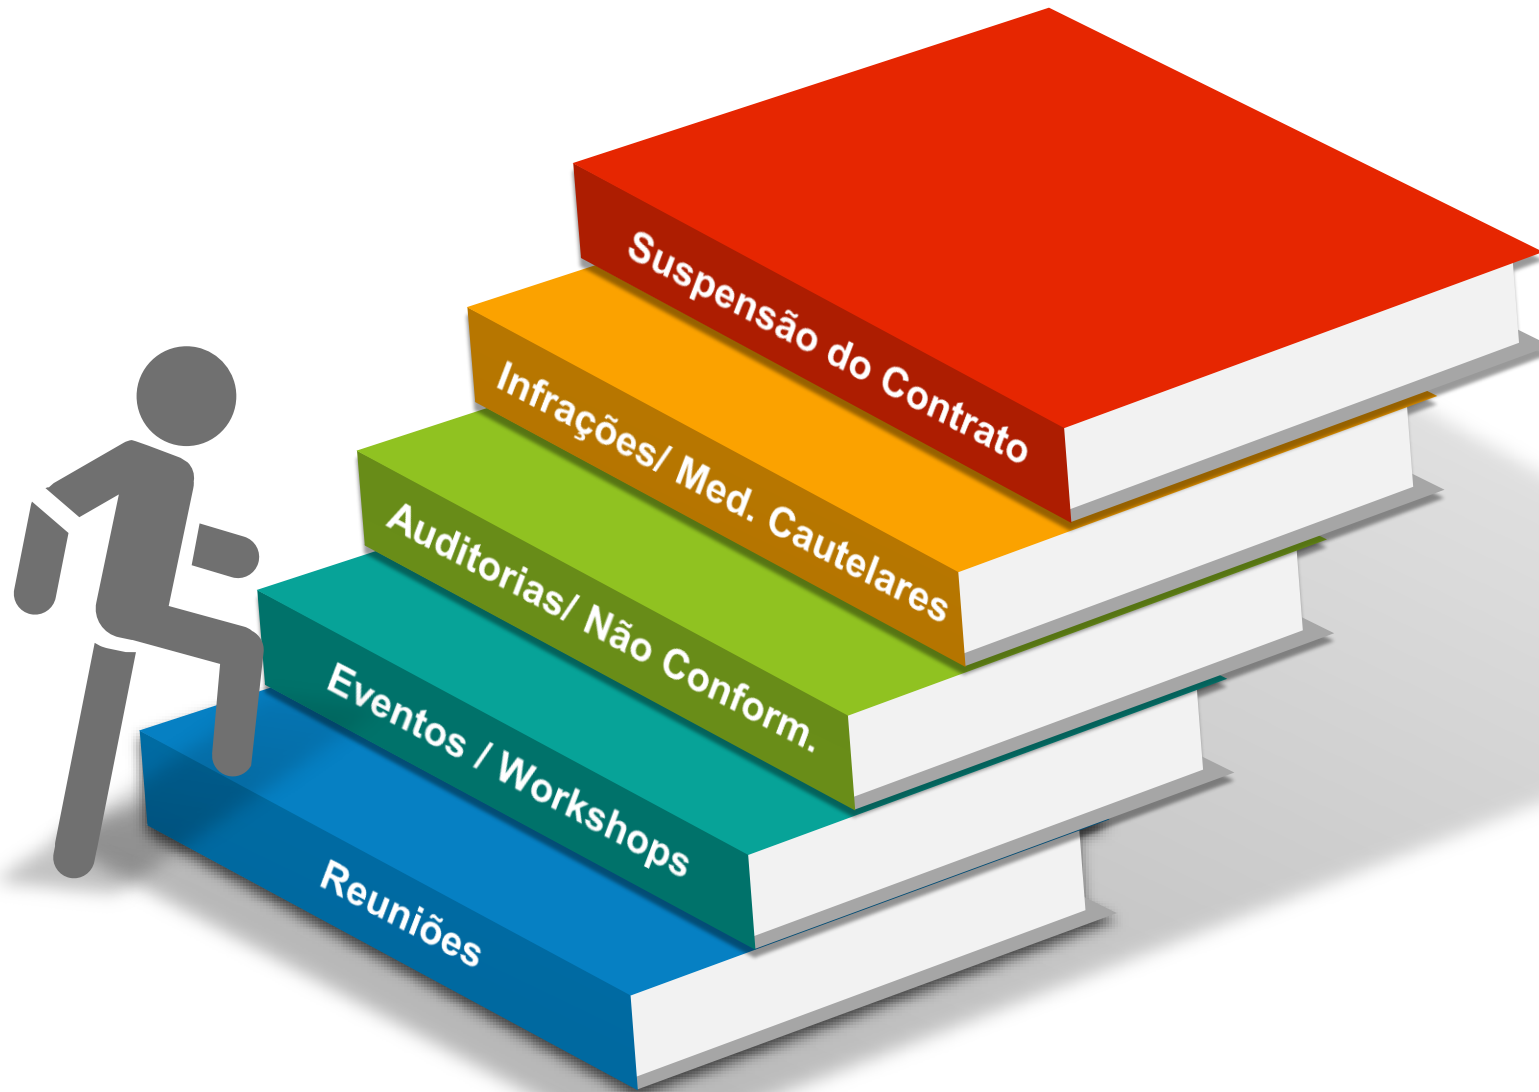 Suspensão do Contrato
Infrações/ Med. Cautelares
Auditorias/ Não Conform.
Eventos / Workshops
Reuniões